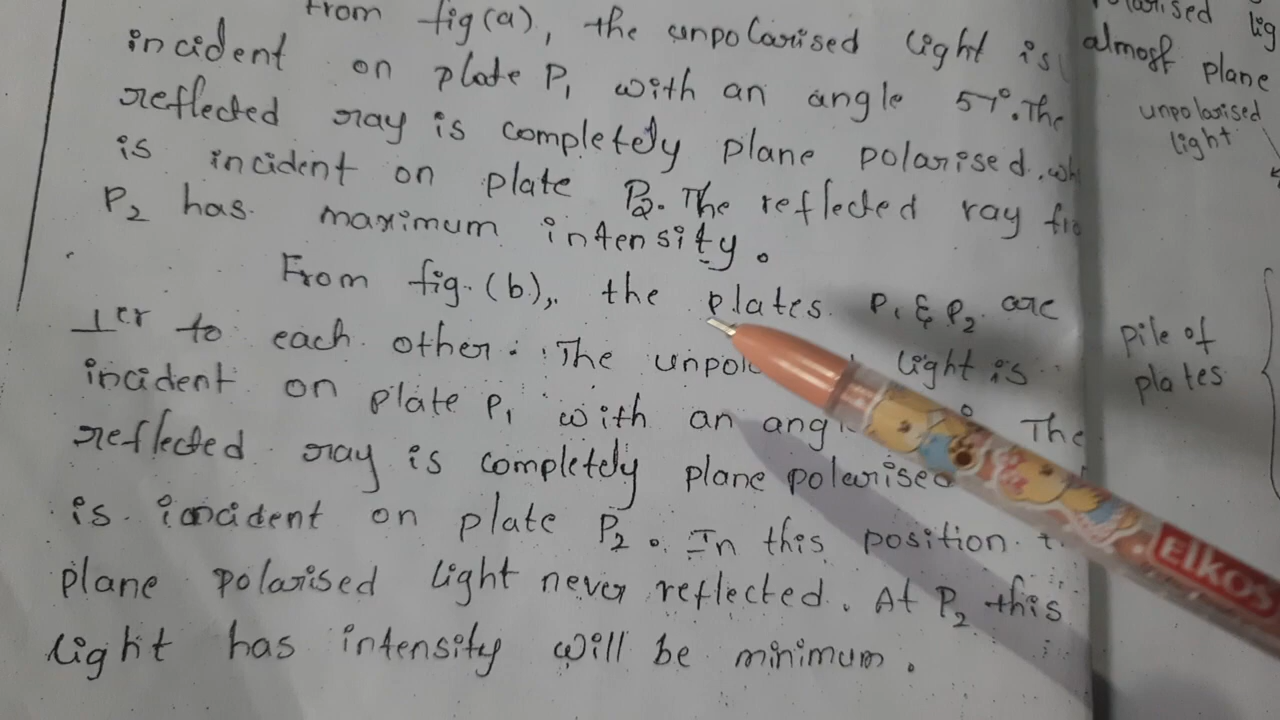 From fig(a), the unpolarised light is
incident on plate P1 with an angle 57°. The
reflected ray is completely plane polarised.
is incident on plate P2. The reflected ray
P2 has maximum intensity.
From fig.(b), the plates P1 & P2 are
⊥er to each other. The light is
incident on plate P1 with an The
reflected ray is completely plane polarised
is incident on plate P2. In this position
plane polarised light never reflected. At P2 this
light has intensity will be minimum.
almost plane
unpolarised
light
pile of
plates
Elkos